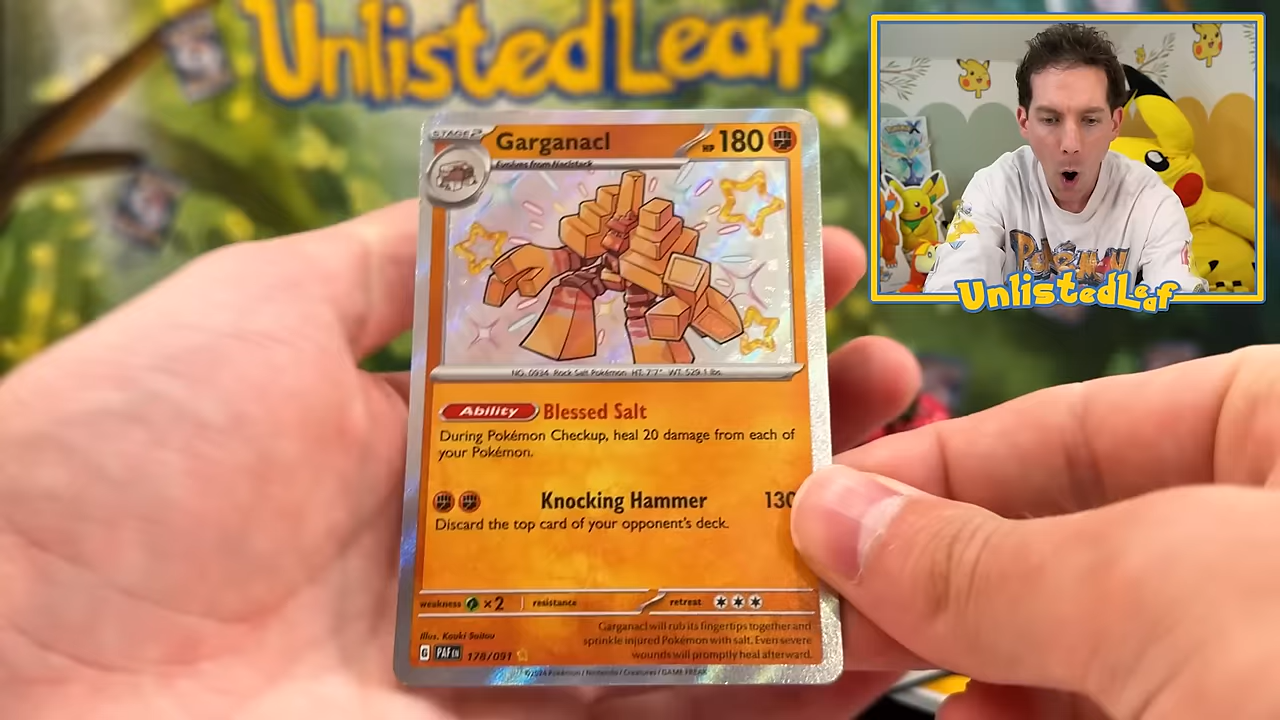 UnlistedLeaf
STAGE 2
Garganacl
HP 180
Evolves from Naclstack
NO. 0934 Rock Salt Pokémon HT: 7'7" WT: 529.1 lbs.
Ability Blessed Salt
During Pokémon Checkup, heal 20 damage from each of
your Pokémon.
Knocking Hammer 130
Discard the top card of your opponent's deck.
weakness ×2 resistance retreat
Garganacl will rub its fingertips together and
sprinkle injured Pokémon with salt. Even severe
wounds will promptly heal afterward.
Illus. Kouki Saitou
G PAF EN 178/091
©2024 Pokémon / Nintendo / Creatures / GAME FREAK
Pokémon
UnlistedLeaf